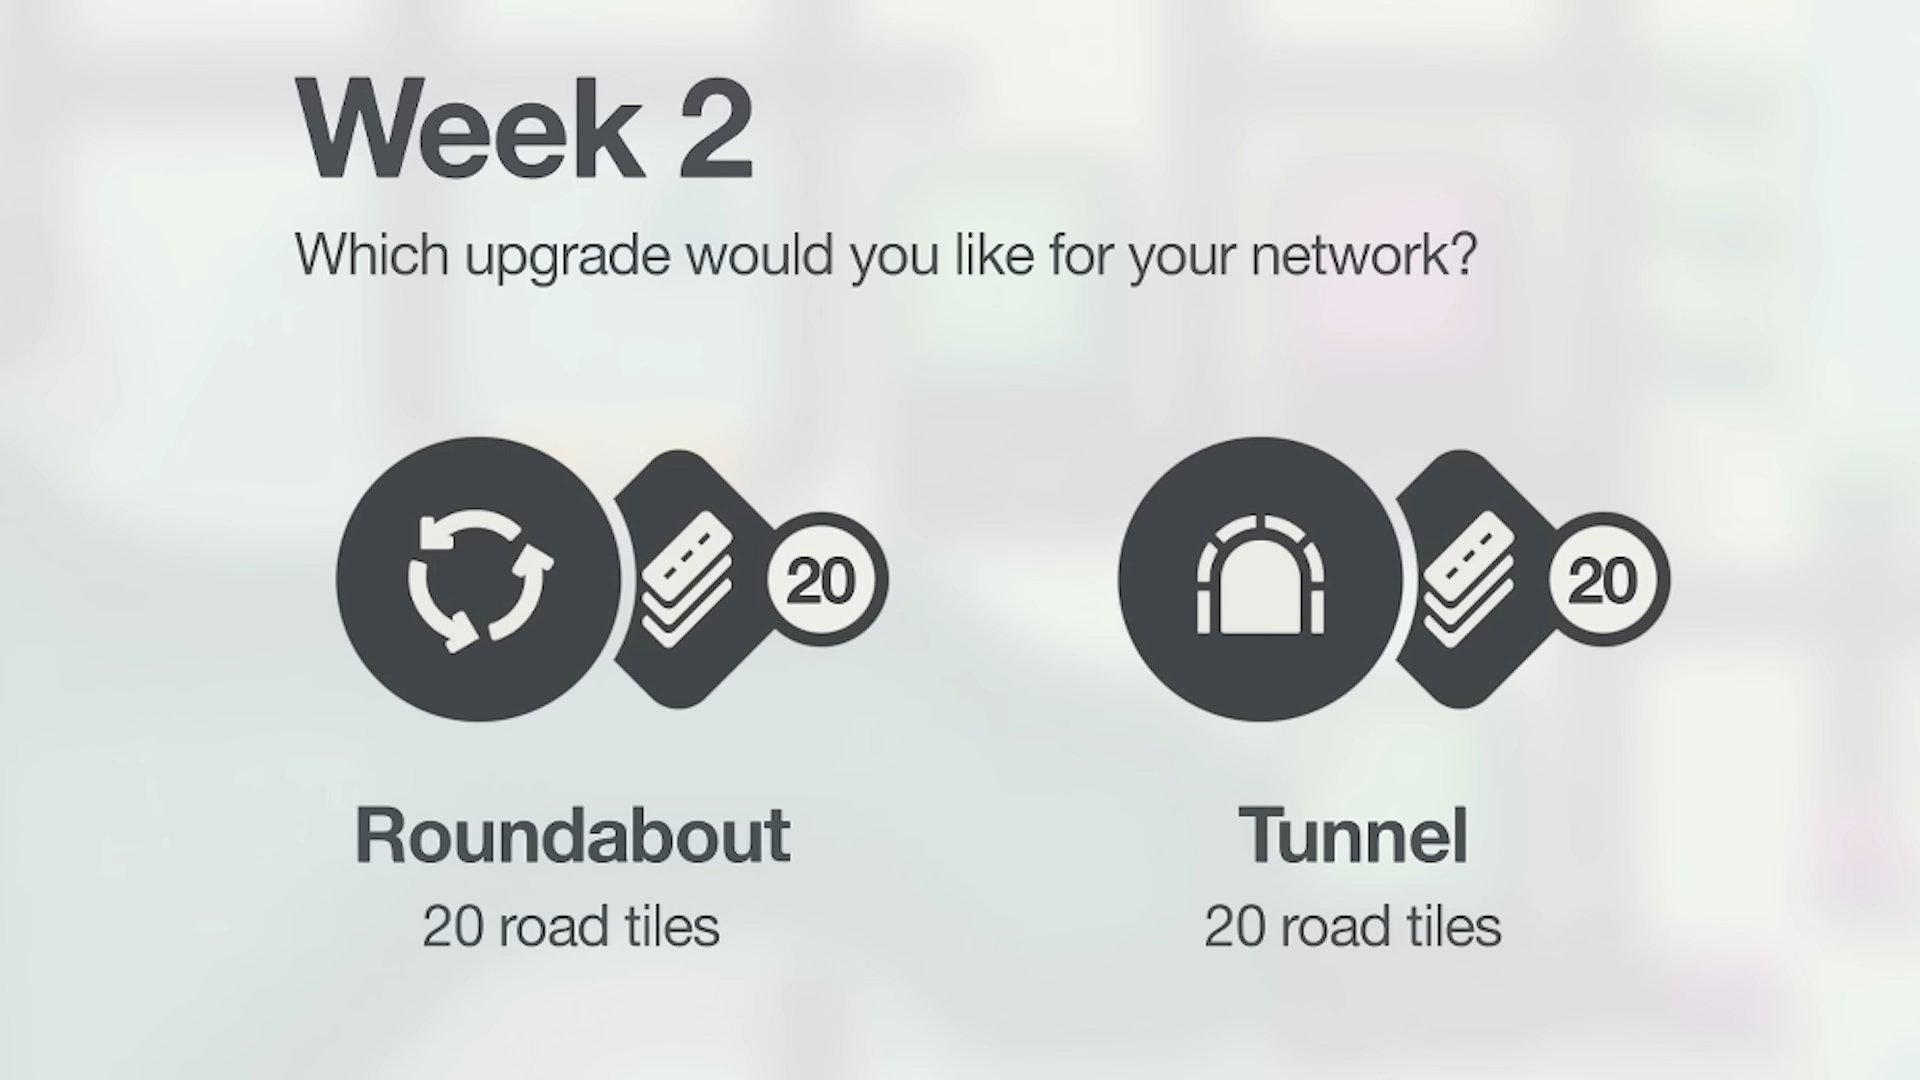 Week 2
Which upgrade would you like for your network?
20
20
Roundabout
Tunnel
20 road tiles
20 road tiles